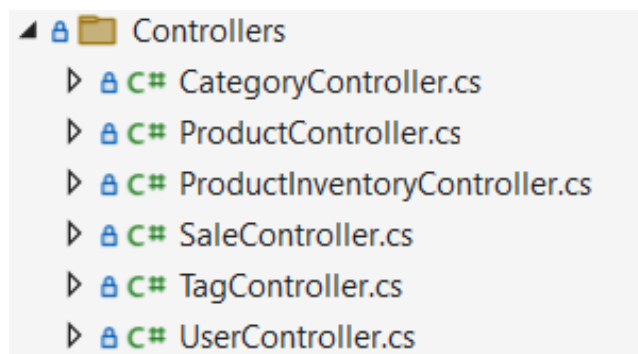 Controllers
C# CategoryController.cs
C# ProductController.cs
C# ProductInventoryController.cs
C# SaleController.cs
C# TagController.cs
C# UserController.cs